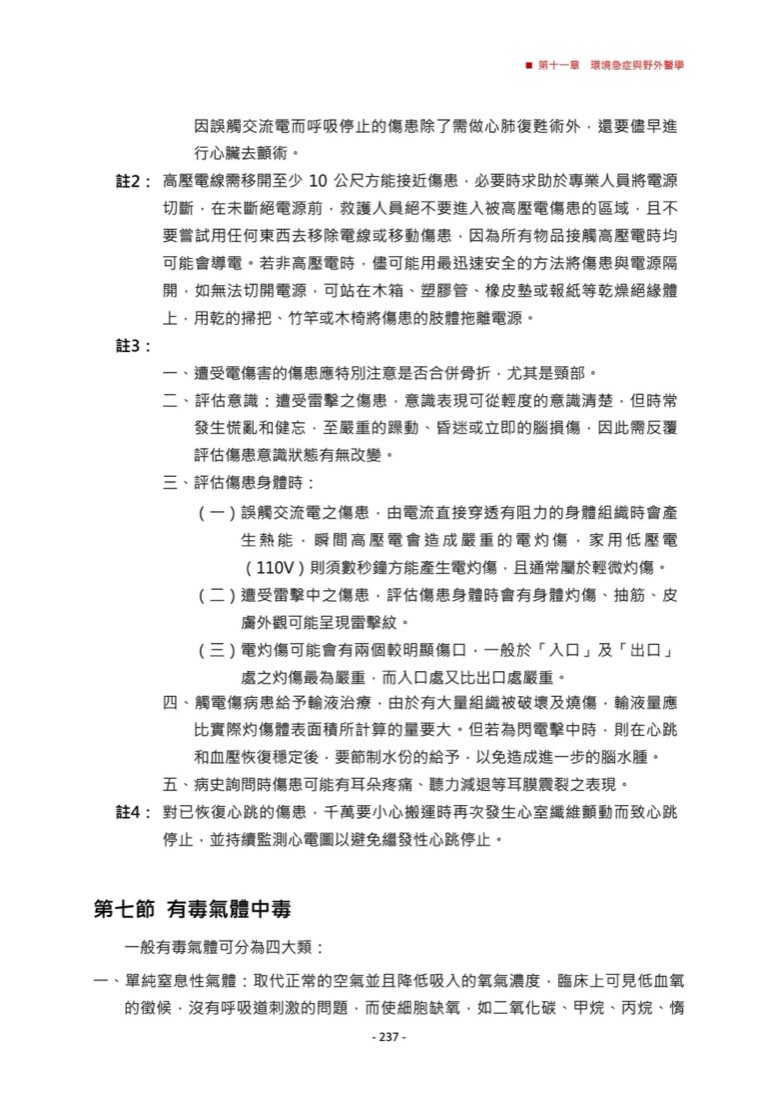 ■ 第十一章 環境急症與野外醫學
因誤觸交流電而呼吸停止的傷患除了需做心肺復甦術外，還要儘早進
行心臟去顫術。
註2： 高壓電線需移開至少 10 公尺方能接近傷患，必要時求助於專業人員將電源
切斷，在未斷絕電源前，救護人員絕不要進入被高壓電傷患的區域，且不
要嘗試用任何東西去移除電線或移動傷患，因為所有物品接觸高壓電時均
可能會導電。若非高壓電時，儘可能用最迅速安全的方法將傷患與電源隔
開，如無法切開電源，可站在木箱、塑膠管、橡皮墊或報紙等乾燥絕緣體
上，用乾的掃把、竹竿或木椅將傷患的肢體拖離電源。
註3：
一、遭受電傷害的傷患應特別注意是否合併骨折，尤其是頸部。
二、評估意識：遭受雷擊之傷患，意識表現可從輕度的意識清楚，但時常
發生慌亂和健忘，至嚴重的躁動、昏迷或立即的腦損傷，因此需反覆
評估傷患意識狀態有無改變。
三、評估傷患身體時：
（一）誤觸交流電之傷患，由電流直接穿透有阻力的身體組織時會產
生熱能，瞬間高壓電會造成嚴重的電灼傷，家用低壓電
（110V）則須數秒鐘方能產生電灼傷，且通常屬於輕微灼傷。
（二）遭受雷擊中之傷患，評估傷患身體時會有身體灼傷、抽筋、皮
膚外觀可能呈現雷擊紋。
（三）電灼傷可能會有兩個較明顯傷口，一般於「入口」及「出口」
處之灼傷最為嚴重，而入口處又比出口處嚴重。
四、觸電傷病患給予輸液治療，由於有大量組織被破壞及燒傷，輸液量應
比實際灼傷體表面積所計算的量要大。但若為閃電擊中時，則在心跳
和血壓恢復穩定後，要節制水份的給予，以免造成進一步的腦水腫。
五、病史詢問時傷患可能有耳朵疼痛、聽力減退等耳膜震裂之表現。
註4： 對已恢復心跳的傷患，千萬要小心搬運時再次發生心室纖維顫動而致心跳
停止，並持續監測心電圖以避免繼發性心跳停止。
第七節 有毒氣體中毒
一般有毒氣體可分為四大類：
一、單純窒息性氣體：取代正常的空氣並且降低吸入的氧氣濃度，臨床上可見低血氧
的徵候，沒有呼吸道刺激的問題，而使細胞缺氧，如二氧化碳、甲烷、丙烷、惰
- 237 -